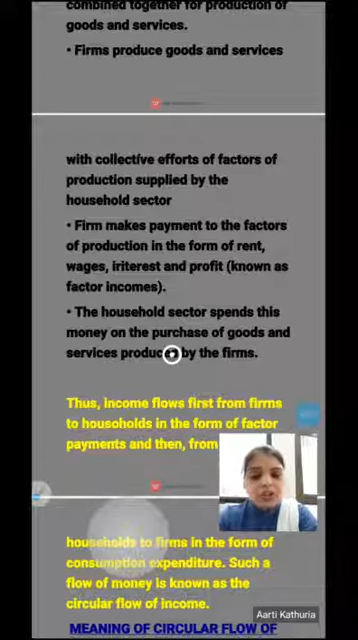 combined together for production of
goods and services.
• Firms produce goods and services
with collective efforts of factors of
production supplied by the
household sector
• Firm makes payment to the factors
of production in the form of rent,
wages, iriterest and profit (known as
factor incomes).
• The household sector spends this
money on the purchase of goods and
services produced by the firms.
Thus, income flows first from firrns
to housoholds in the form of factor
payments and then, from
households to firms in the form of
consumption expenditure. Such a
flow of money is known as the
circular flow of income.
Aarti Kathuria
MEANING OF CIRCULAR FLOW OF